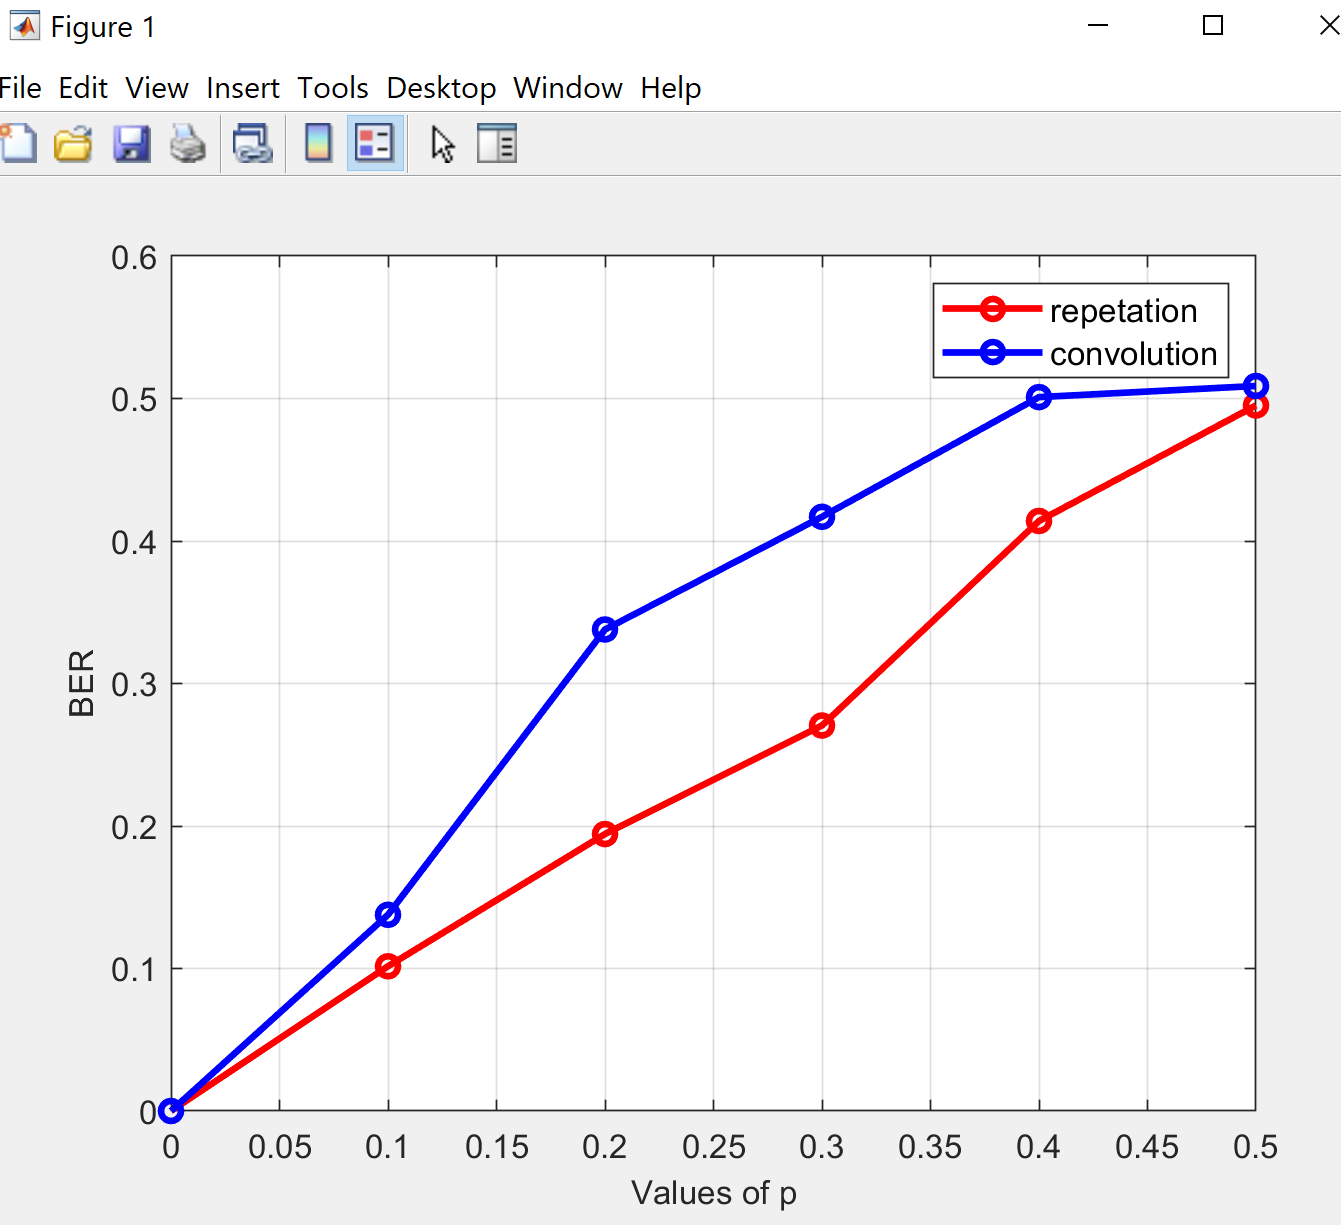 Figure 1
File Edit View Insert Tools Desktop Window Help
0.6
0.5
0.4
0.3
0.2
0.1
0
BER
repetation
convolution
0 0.05 0.1 0.15 0.2 0.25 0.3 0.35 0.4 0.45 0.5
Values of p